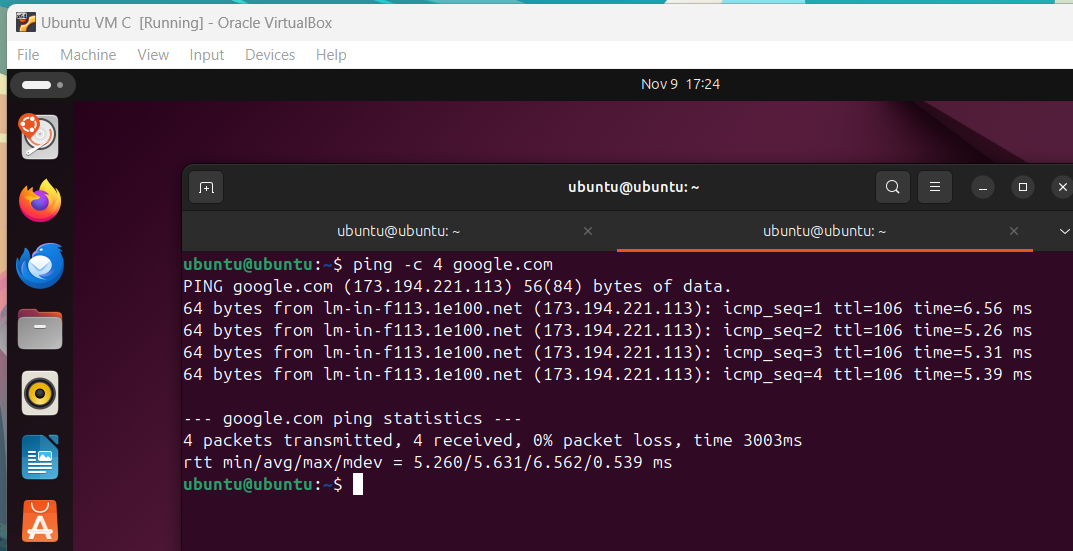 Ubuntu VM C [Running] - Oracle VirtualBox
File Machine View Input Devices Help
Nov 9 17:24
ubuntu@ubuntu: ~
ubuntu@ubuntu: ~ ubuntu@ubuntu: ~
ubuntu@ubuntu:~$ ping -c 4 google.com
PING google.com (173.194.221.113) 56(84) bytes of data.
64 bytes from lm-in-f113.1e100.net (173.194.221.113): icmp_seq=1 ttl=106 time=6.56 ms
64 bytes from lm-in-f113.1e100.net (173.194.221.113): icmp_seq=2 ttl=106 time=5.26 ms
64 bytes from lm-in-f113.1e100.net (173.194.221.113): icmp_seq=3 ttl=106 time=5.31 ms
64 bytes from lm-in-f113.1e100.net (173.194.221.113): icmp_seq=4 ttl=106 time=5.39 ms
--- google.com ping statistics ---
4 packets transmitted, 4 received, 0% packet loss, time 3003ms
rtt min/avg/max/mdev = 5.260/5.631/6.562/0.539 ms
ubuntu@ubuntu:~$